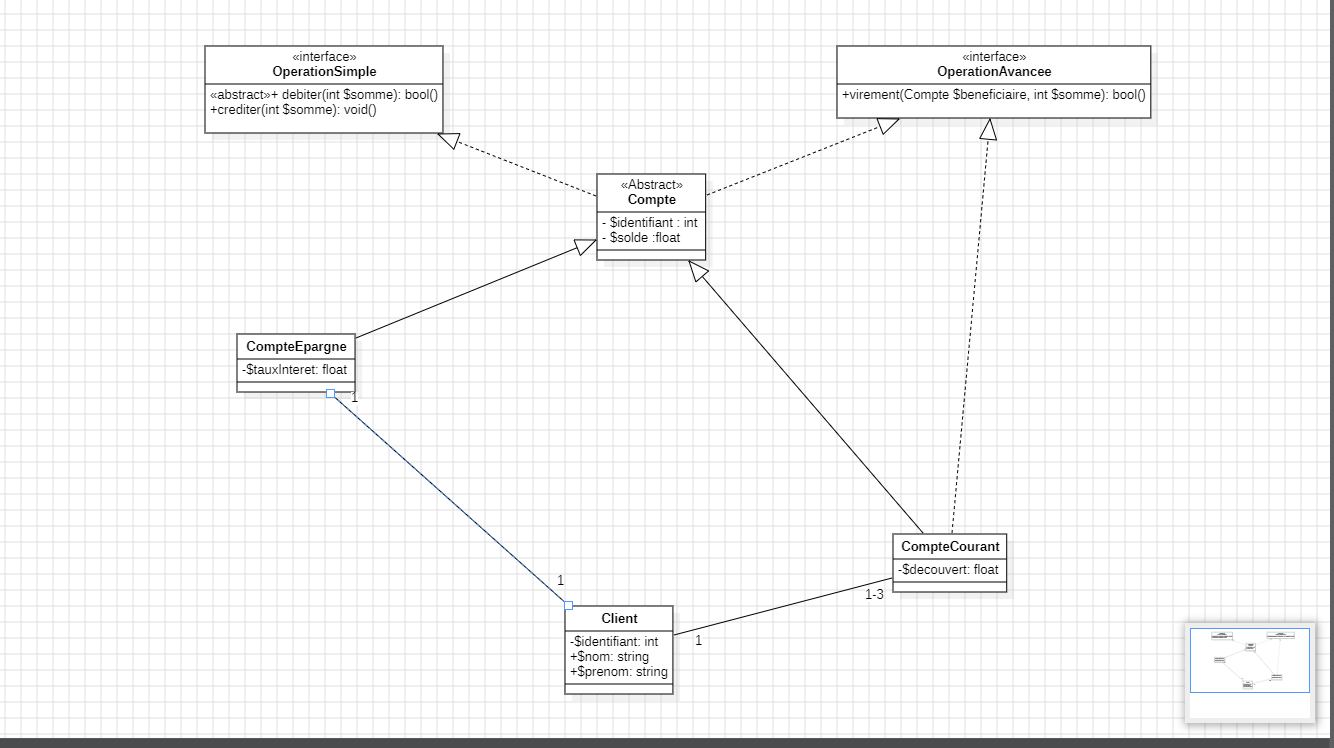 «interface»
OperationSimple
«abstract»+ debiter(int $somme): bool()
+crediter(int $somme): void()
«interface»
OperationAvancee
+virement(Compte $beneficiaire, int $somme): bool()
«Abstract»
Compte
- $identifiant : int
- $solde :float
CompteEpargne
-$tauxInteret: float
1
CompteCourant
-$decouvert: float
1-3
1
Client
-$identifiant: int
+$nom: string
+$prenom: string
1